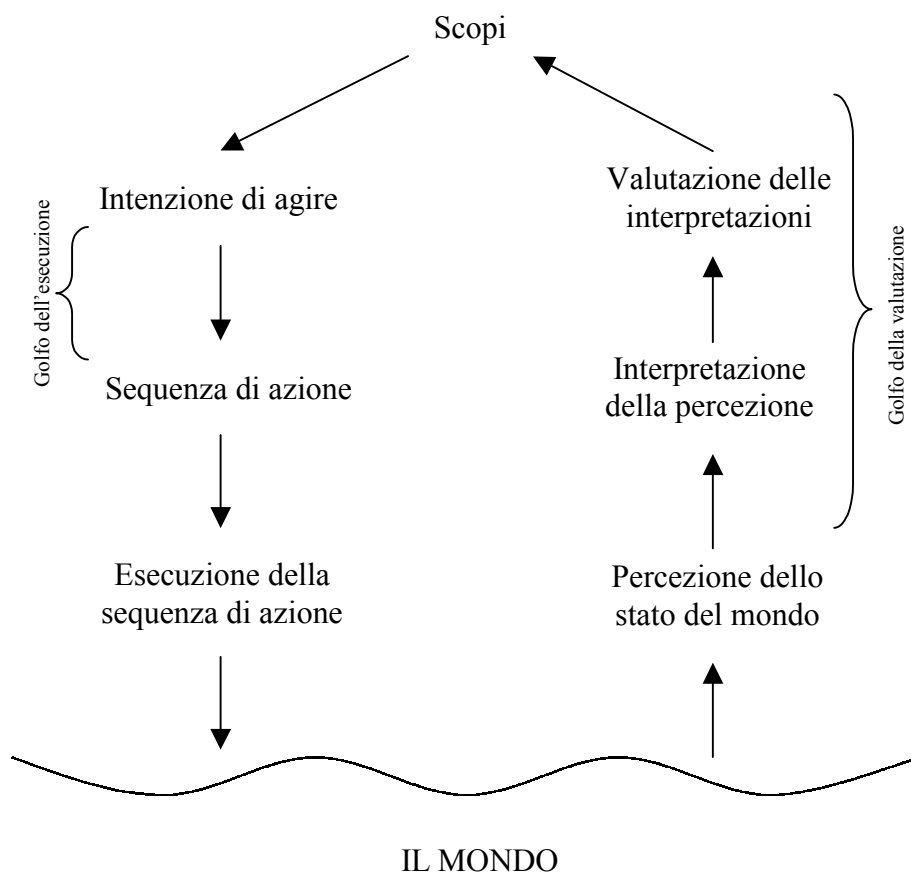 Scopi
Intenzione di agire
Golfo dell'esecuzione
Sequenza di azione
Esecuzione della
sequenza di azione
Valutazione delle
interpretazioni
Interpretazione
della percezione
Golfo della valutazione
Percezione dello
stato del mondo
IL MONDO